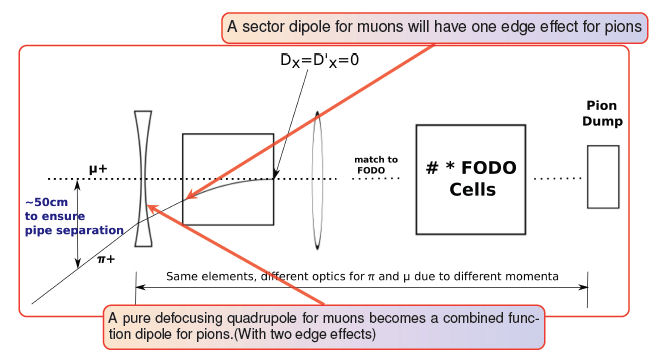 A sector dipole for muons will have one edge effect for pions
Dx=D'x=0
Pion
Dump
μ+
match to
FODO
# * FODO
Cells
~50cm
to ensure
pipe separation
π+
Same elements, different optics for π and μ due to different momenta
A pure defocusing quadrupole for muons becomes a combined func-
tion dipole for pions.(With two edge effects)